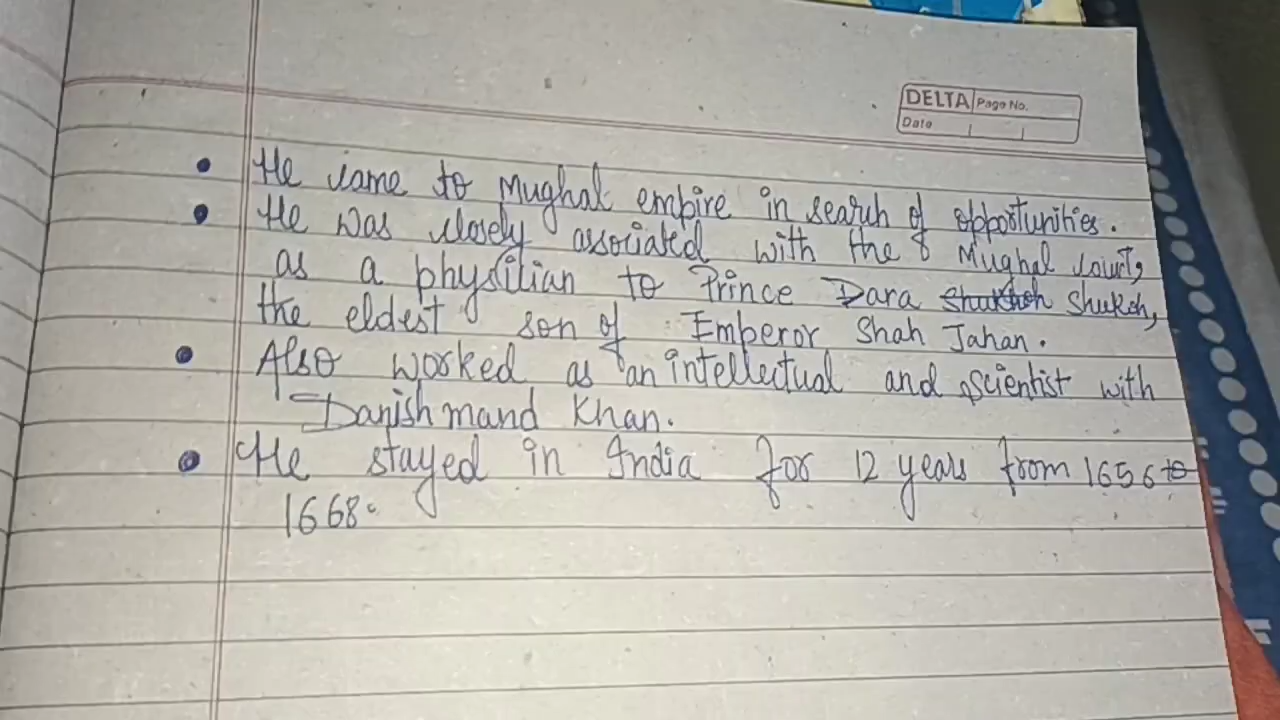 DELTA Page No.
Date
• He came to Mughal empire in search of opportunities.
• He was closely associated with the Mughal court,
as a physician to Prince Dara Shukoh,
the eldest son of Emperor Shah Jahan.
• Also worked as an intellectual and scientist with
Danishmand Khan.
• He stayed in India for 12 years from 1656 to
1668.